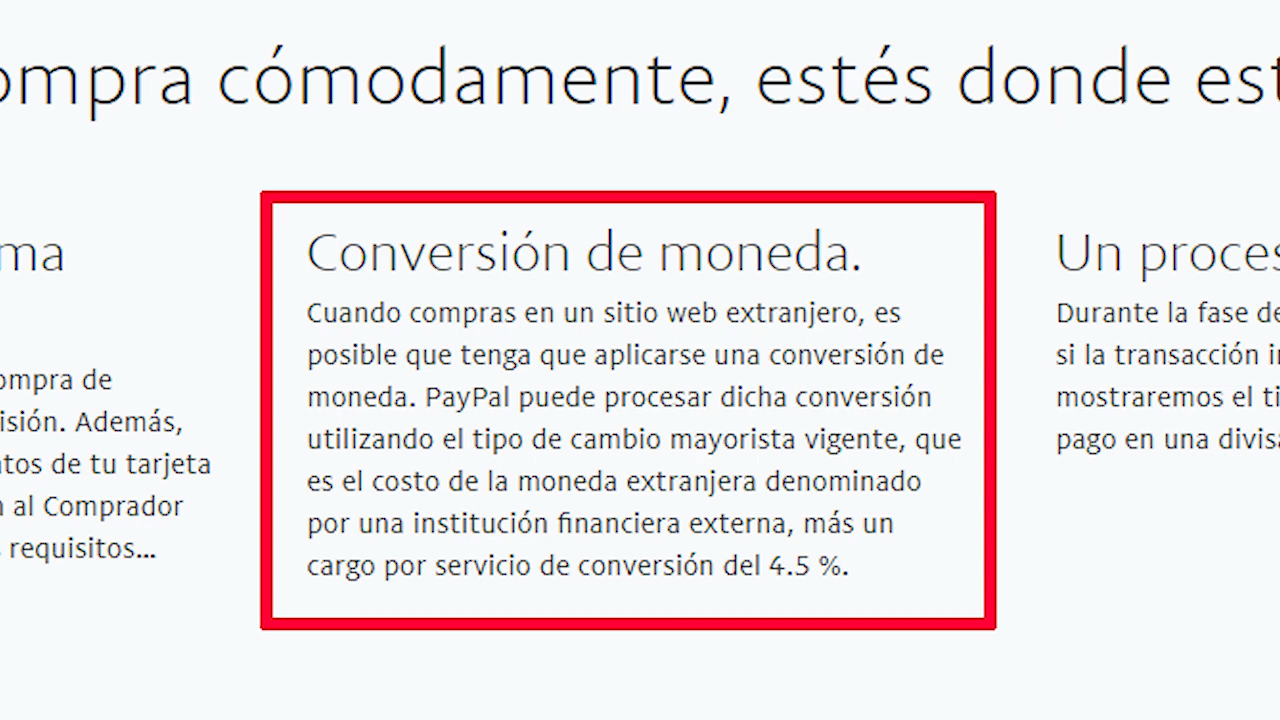 ompra cómodamente, estés donde est
ma
ompra de
isión. Además,
tos de tu tarjeta
al Comprador
requisitos...
Conversión de moneda.
Cuando compras en un sitio web extranjero, es
posible que tenga que aplicarse una conversión de
moneda. PayPal puede procesar dicha conversión
utilizando el tipo de cambio mayorista vigente, que
es el costo de la moneda extranjera denominado
por una institución financiera externa, más un
cargo por servicio de conversión del 4.5 %.
Un proces
Durante la fase de
si la transacción i
mostraremos el ti
pago en una divis